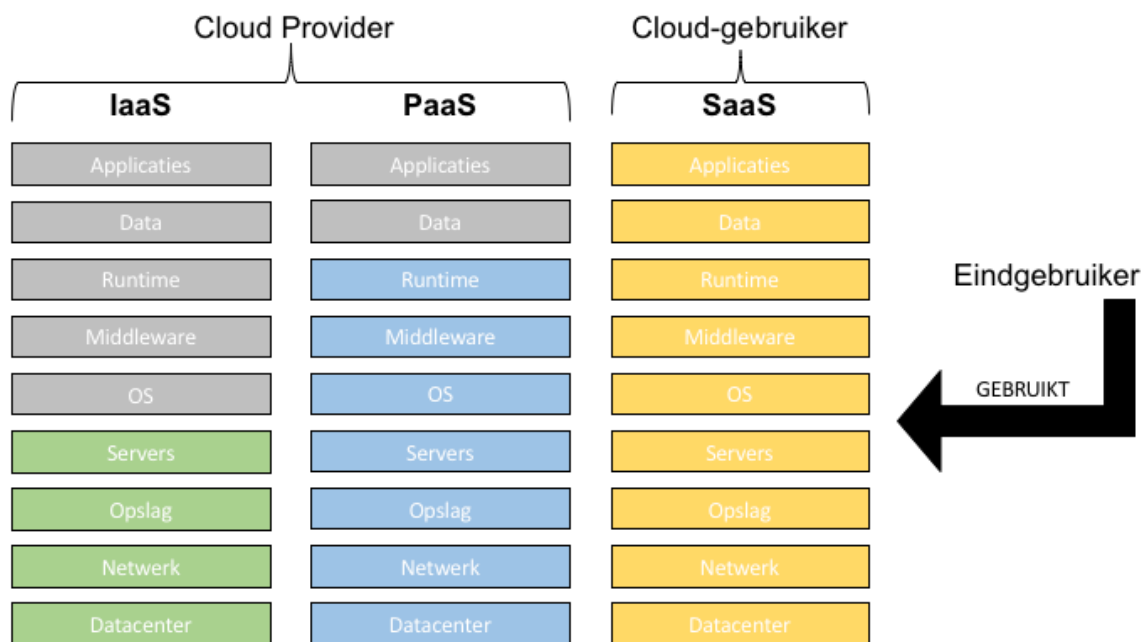 Cloud Provider
Cloud-gebruiker
IaaS
PaaS
SaaS
Applicaties
Applicaties
Applicaties
Data
Data
Data
Runtime
Runtime
Runtime
Eindgebruiker
Middleware
Middleware
Middleware
OS
OS
OS
GEBRUIKT
Servers
Servers
Servers
Opslag
Opslag
Opslag
Netwerk
Netwerk
Netwerk
Datacenter
Datacenter
Datacenter